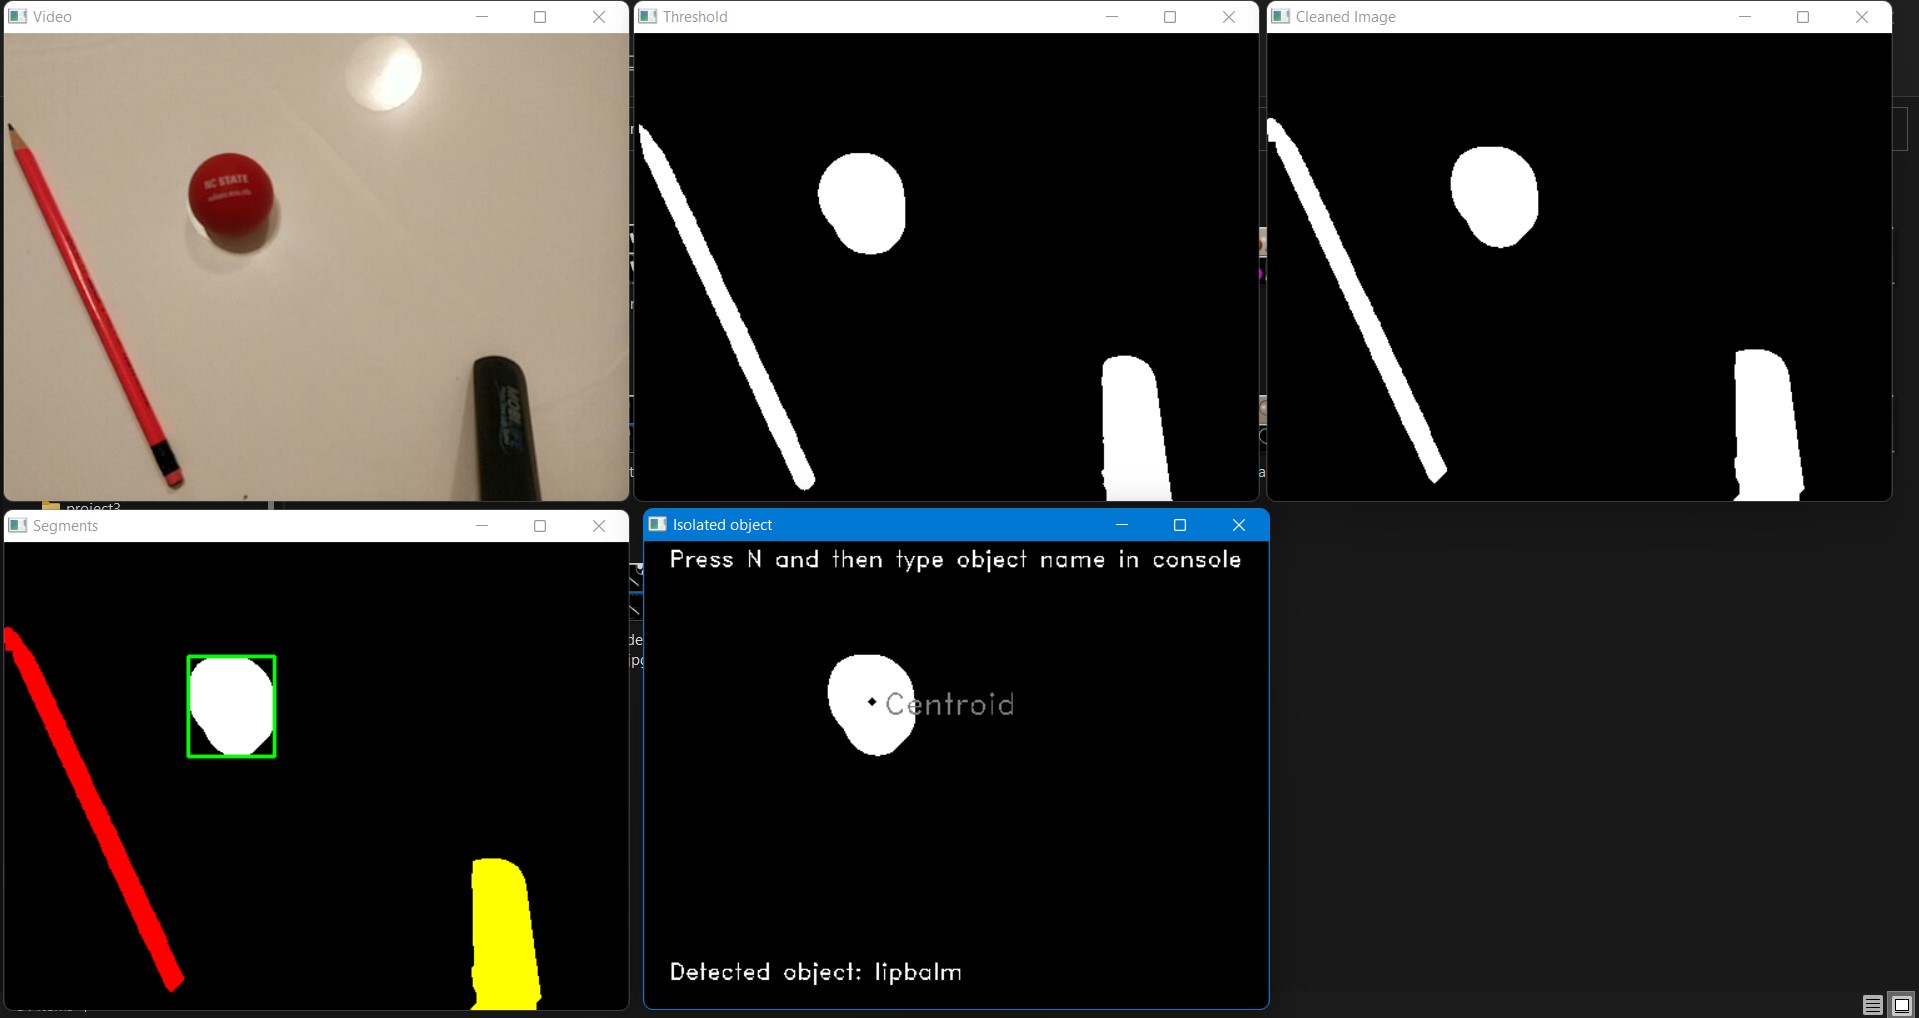 Video
Threshold
Cleaned Image
NC STATE
project3
Segments
Isolated object
Press N and then type object name in console
Centroid
Detected object: lipbalm